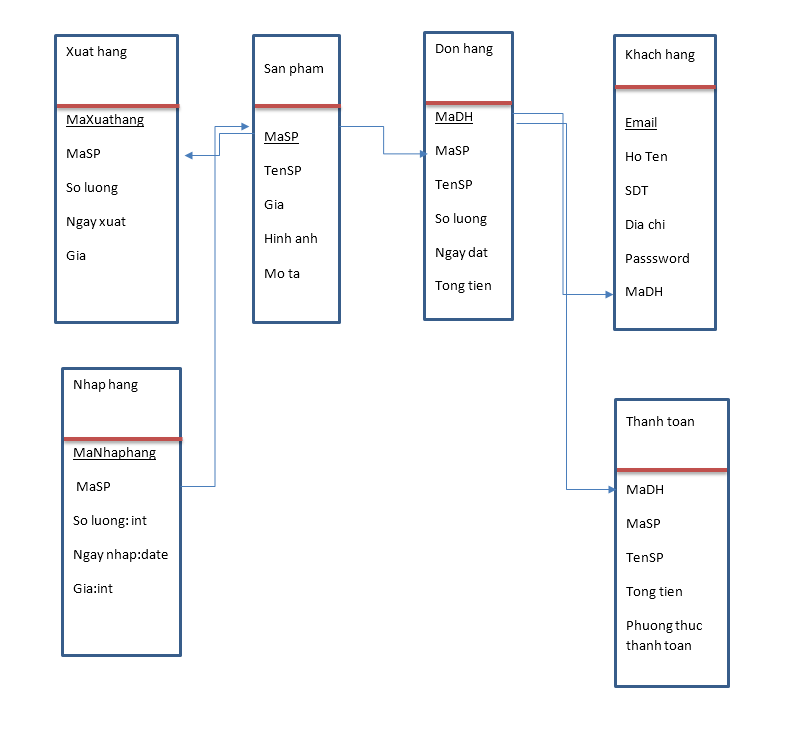 Xuat hang
MaXuathang
MaSP
So luong
Ngay xuat
Gia
San pham
MaSP
TenSP
Gia
Hinh anh
Mo ta
Don hang
MaDH
MaSP
TenSP
So luong
Ngay dat
Tong tien
Khach hang
Email
Ho Ten
SDT
Dia chi
Passsword
MaDH
Nhap hang
MaNhaphang
MaSP
So luong: int
Ngay nhap:date
Gia:int
Thanh toan
MaDH
MaSP
TenSP
Tong tien
Phuong thuc
thanh toan